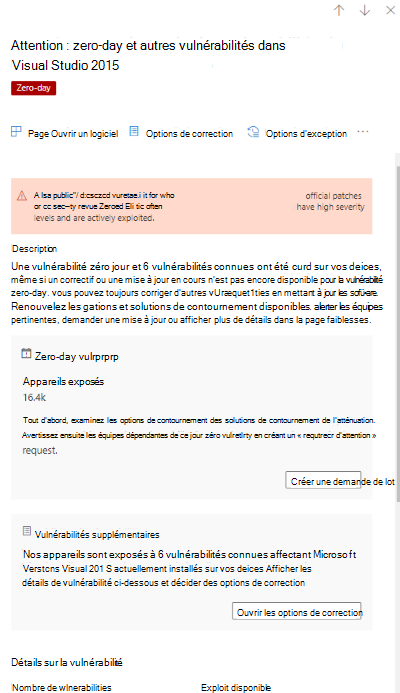 Attention : zero-day et autres vulnérabilités dans
Visual Studio 2015
Zero-day
Page Ouvrir un logiciel Options de correction Options d'exception ...
A lsa public"/ d:csczcd vuretae.i it for who official patches
or cc sec–ty revue Zeroed Eli tic often have high severity
levels and are actively exploited.
Description
Une vulnérabilité zéro jour et 6 vulnérabilités connues ont été curd sur vos deices,
même si un correctif ou une mise à jour en cours n'est pas encore disponible pour la vulnérabilité
zero-day. vous pouvez toujours corriger d'autres vUraequet1ties en mettant à jour les
Renouvelez les gations et solutions de contournement disponibles. alerter les équipes
pertinentes, demander une mise à jour ou afficher plus de détails dans la page faiblesses.
Zero-day vulrprprp
Appareils exposés
16.4k
Tout d'abord, examinez les options de contournement des solutions de contournement de l'atténuation.
Avertissez ensuite les équipes dépendantes de ce jour zéro vulretlrty en créant un « requtrecr d'attention »
request.
Créer une demande de lot
Vulnérabilités supplémentaires
Nos appareils sont exposés à 6 vulnérabilités connues affectant Microsoft
Verstcns Visual 201 S actuellement installés sur vos deices Afficher les
détails de vulnérabilité ci-dessous et décider des options de correction
Ouvrir les options de correction
Détails sur la vulnérabilité
Nombre de wlnerabilities Exploit disponible